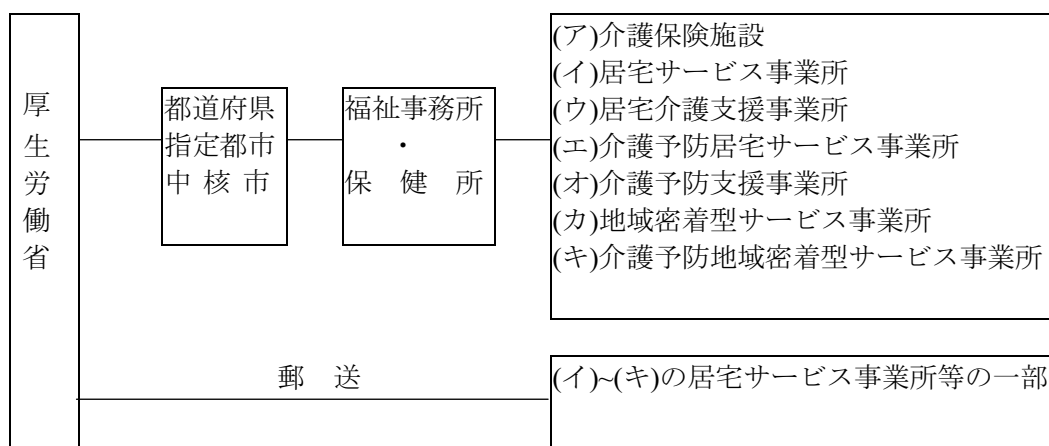 厚生労働省
都道府県
指定都市
中核市
福祉事務所
・
保健所
(ア)介護保険施設
(イ)居宅サービス事業所
(ウ)居宅介護支援事業所
(エ)介護予防居宅サービス事業所
(オ)介護予防支援事業所
(カ)地域密着型サービス事業所
(キ)介護予防地域密着型サービス事業所
郵 送
(イ)~(キ)の居宅サービス事業所等の一部